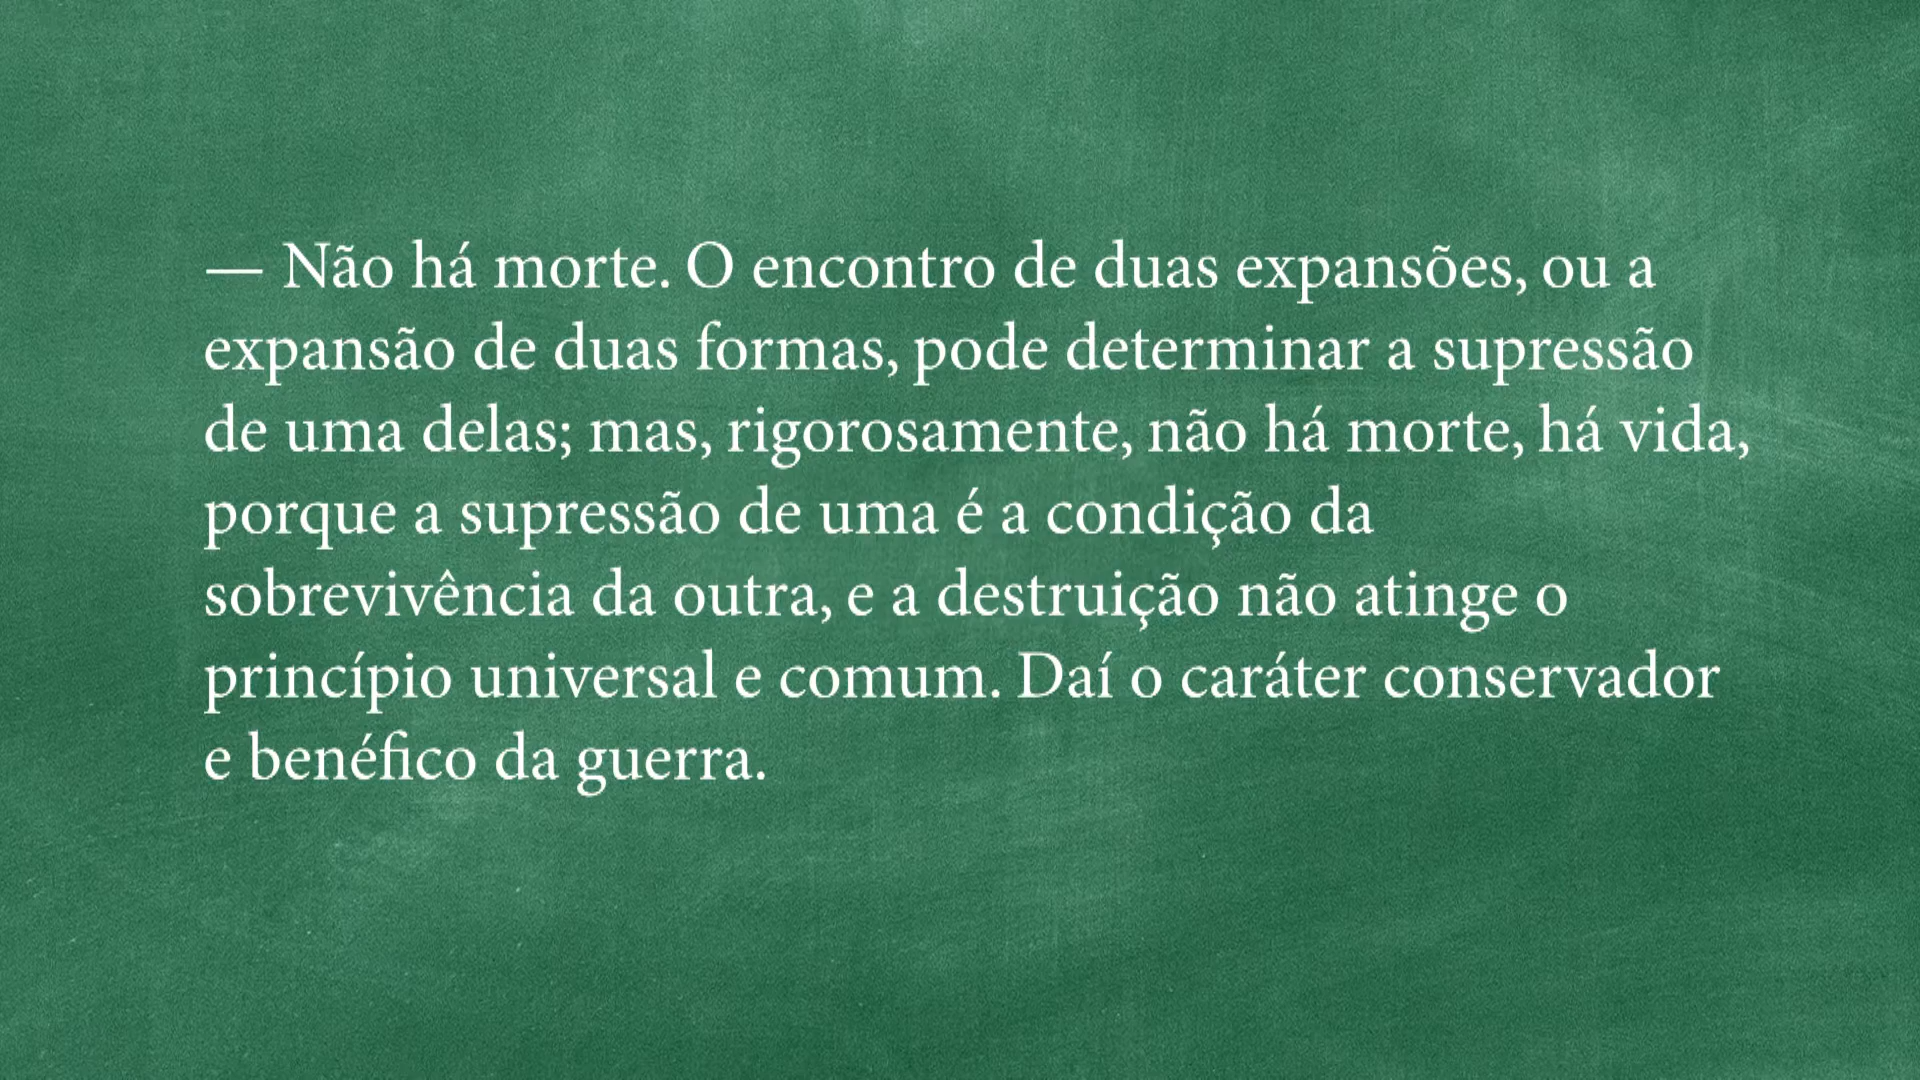 — Não há morte. O encontro de duas expansões, ou a
expansão de duas formas, pode determinar a supressão
de uma delas; mas, rigorosamente, não há morte, há vida,
porque a supressão de uma é a condição da
sobrevivência da outra, e a destruição não atinge o
princípio universal e comum. Daí o caráter conservador
e benéfico da guerra.